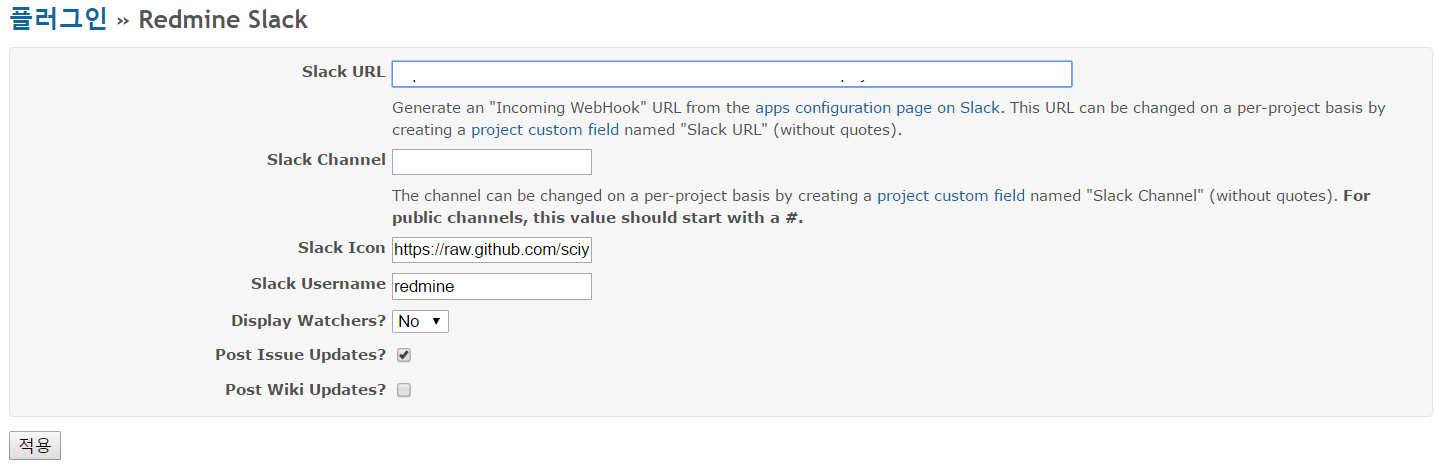 플러그인 » Redmine Slack
Slack URL
Generate an "Incoming WebHook" URL from the apps configuration page on Slack. This URL can be changed on a per-project basis by
creating a project custom field named "Slack URL" (without quotes).
Slack Channel
The channel can be changed on a per-project basis by creating a project custom field named "Slack Channel" (without quotes). For
public channels, this value should start with a #.
Slack Icon https://raw.github.com/sciy
Slack Username redmine
Display Watchers? No
Post Issue Updates?
Post Wiki Updates?
적용